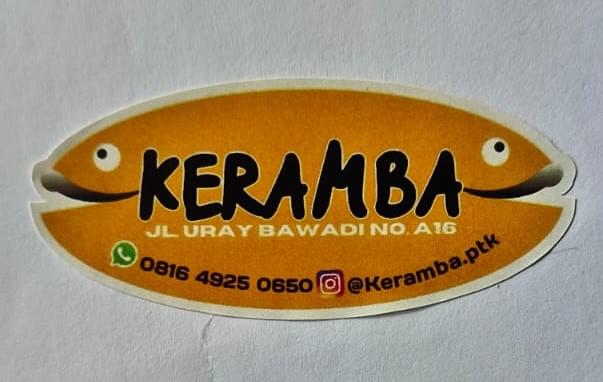 KERAMBA
JL. URAY BAWADI NO. A16
0816 4925 0650 @Keramba.ptk